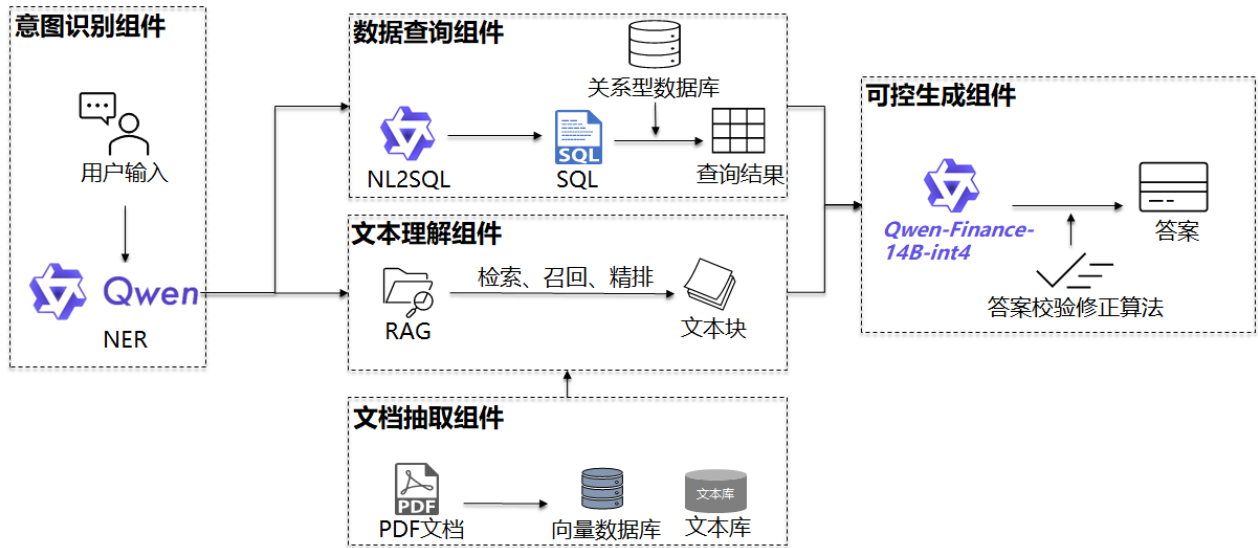 意图识别组件
用户输入
Qwen
NER
数据查询组件
关系型数据库
NL2SQL
SQL
SQL
查询结果
文本理解组件
检索、召回、精排
RAG
文本块
文档抽取组件
PDF
PDF文档
向量数据库
文本库
文本库
可控生成组件
Qwen-Finance-
14B-int4
答案
答案校验修正算法